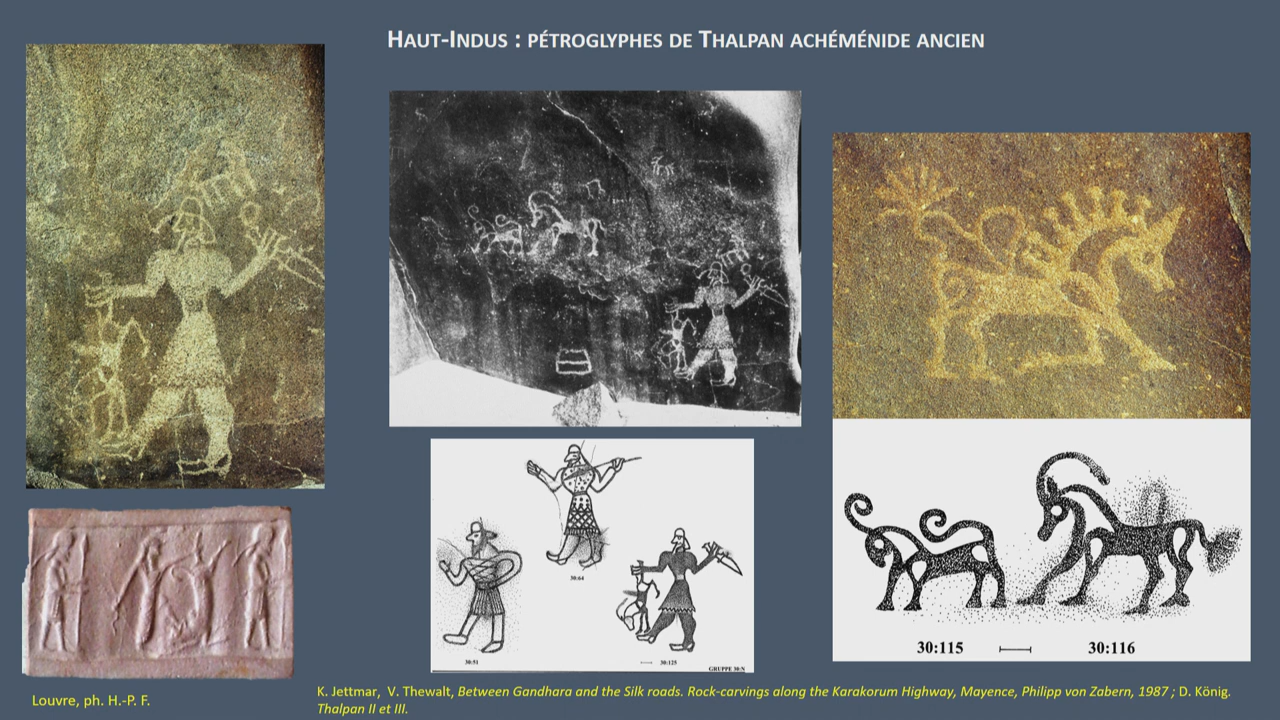 HAUT-INDUS : PÉTROGLYPHES DE THALPAN ACHÉMÉNIDE ANCIEN
30:64
30:51
30:125
GRUPPE 30:N
30:115
30:116
Louvre, ph. H.-P. F.
K. Jettmar, V. Thewalt, Between Gandhara and the Silk roads. Rock-carvings along the Karakorum Highway, Mayence, Philipp von Zabern, 1987 ; D. König.
Thalpan II et III.